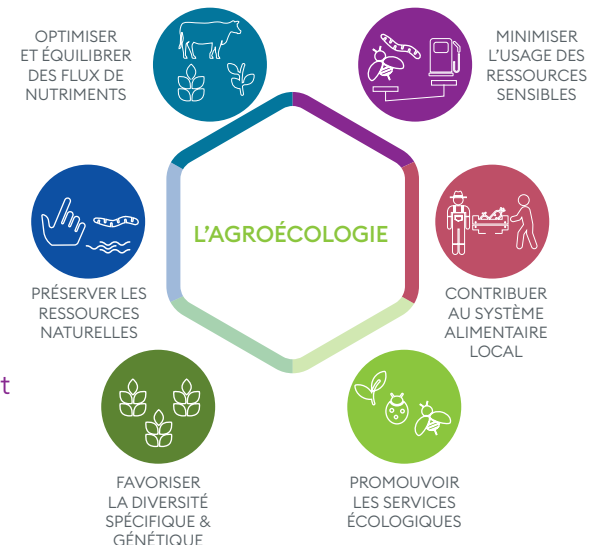 OPTIMISER
ET ÉQUILIBRER
DES FLUX DE
NUTRIMENTS
MINIMISER
L'USAGE DES
RESSOURCES
SENSIBLES
L'AGROÉCOLOGIE
PRÉSERVER LES
RESSOURCES
NATURELLES
CONTRIBUER
AU SYSTÈME
ALIMENTAIRE
LOCAL
t
FAVORISER
LA DIVERSITÉ
SPÉCIFIQUE &
GÉNÉTIQUE
PROMOUVOIR
LES SERVICES
ÉCOLOGIQUES